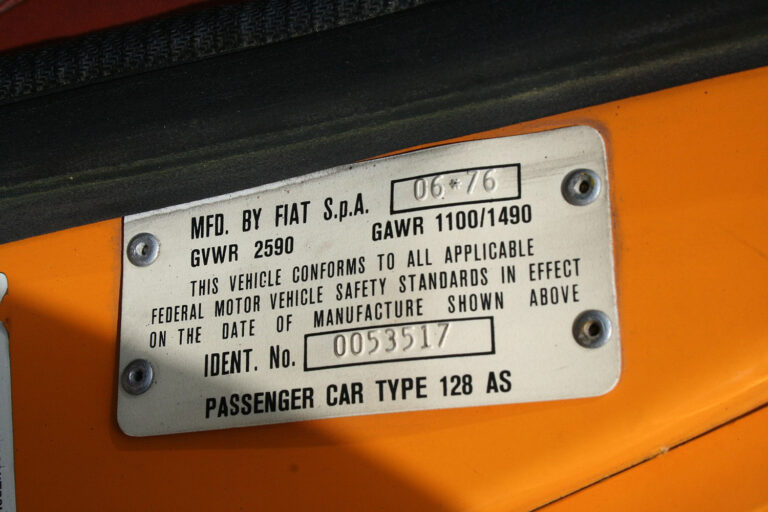 MFD. BY FIAT S.p.A. 06*76
GVWR 2590 GAWR 1100/1490
THIS VEHICLE CONFORMS TO ALL APPLICABLE
FEDERAL MOTOR VEHICLE SAFETY STANDARDS IN EFFECT
ON THE DATE OF MANUFACTURE SHOWN ABOVE
IDENT. No. 0053517
PASSENGER CAR TYPE 128 AS